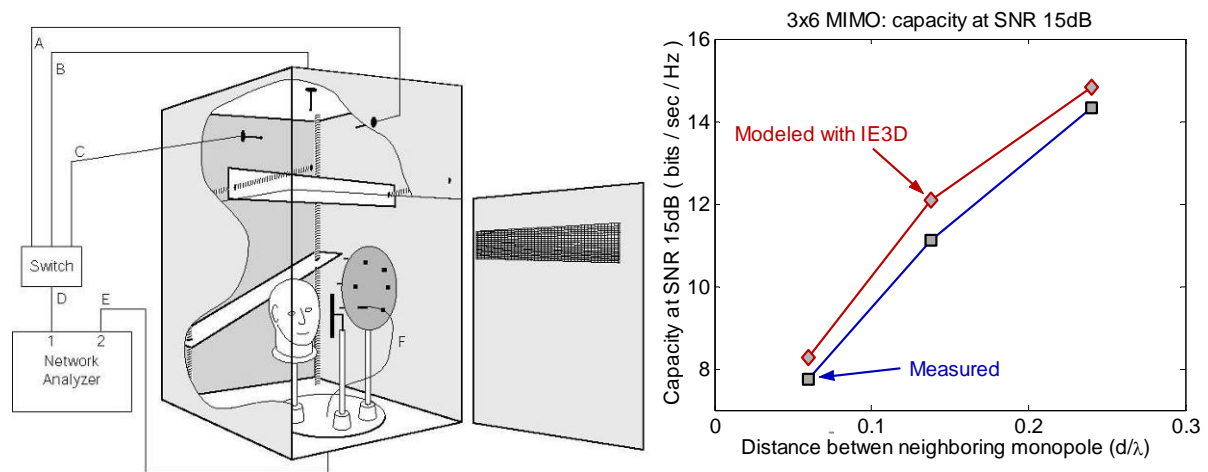 A
B
C
Switch
D
E
1
2
Network
Analyzer
F
3x6 MIMO: capacity at SNR 15dB
Capacity at SNR 15dB ( bits / sec / Hz )
16
14
12
10
8
Modeled with IE3D
Measured
0
0.1
0.2
0.3
Distance betwen neighboring monopole (d/λ)